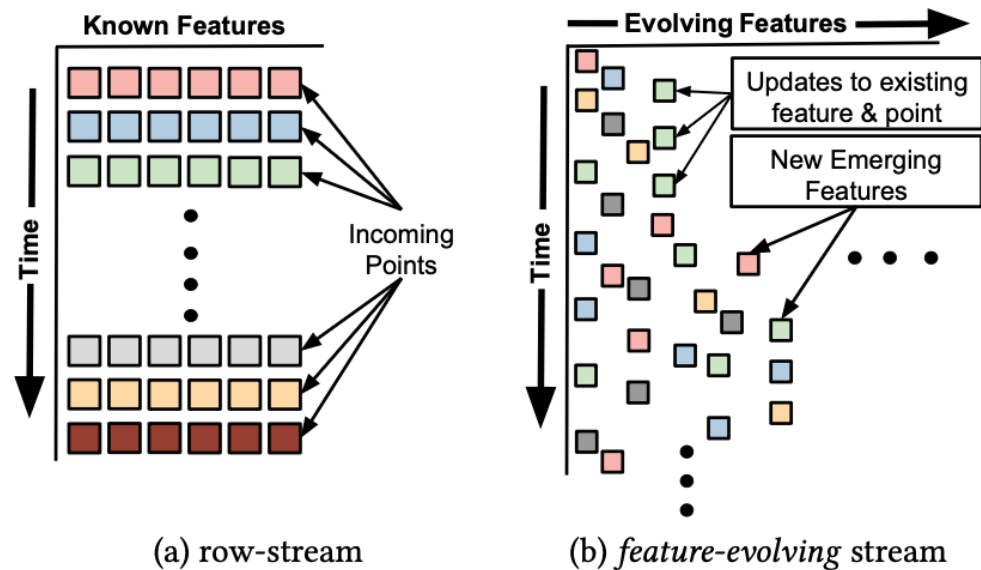 Known Features
Time
Incoming
Points
(a) row-stream
Evolving Features
Time
Updates to existing
feature & point
New Emerging
Features
(b) feature-evolving stream